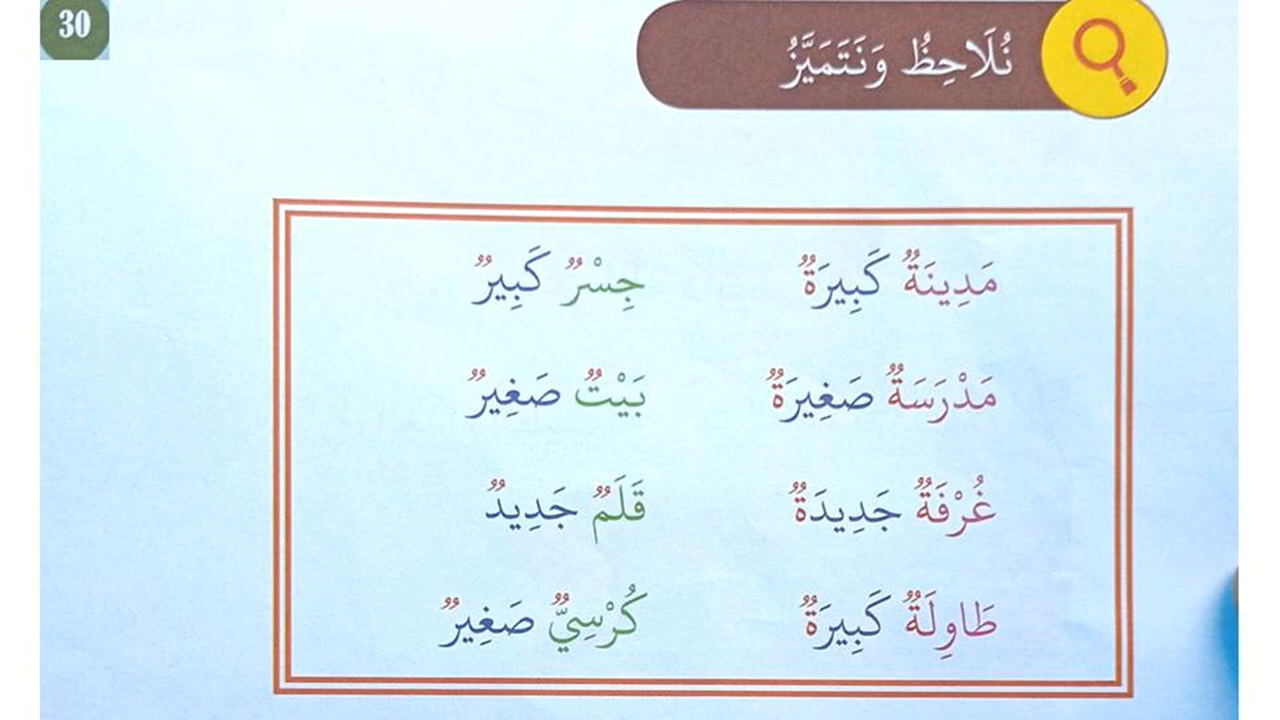 30
نُلَاحِظُ وَنَتَمَيَّزُ
مَدِينَةٌ كَبِيرَةٌ جِسْرٌ كَبِيرٌ
مَدْرَسَةٌ صَغِيرَةٌ بَيْتٌ صَغِيرٌ
غُرْفَةٌ جَدِيدَةٌ قَلَمٌ جَدِيدٌ
طَاوِلَةٌ كَبِيرَةٌ كُرْسِيٌّ صَغِيرٌ